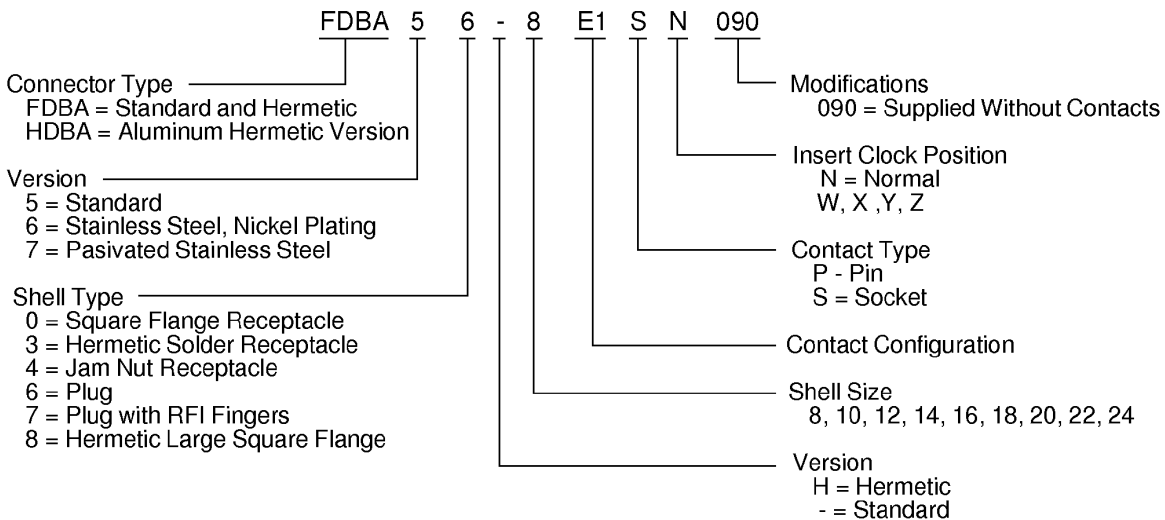 FDBA 5 6 - 8 E1 S N 090
Connector Type
FDBA = Standard and Hermetic
HDBA = Aluminum Hermetic Version
Version
5 = Standard
6 = Stainless Steel, Nickel Plating
7 = Pasivated Stainless Steel
Shell Type
0 = Square Flange Receptacle
3 = Hermetic Solder Receptacle
4 = Jam Nut Receptacle
6 = Plug
7 = Plug with RFI Fingers
8 = Hermetic Large Square Flange
Modifications
090 = Supplied Without Contacts
Insert Clock Position
N = Normal
W, X ,Y, Z
Contact Type
P - Pin
S = Socket
Contact Configuration
Shell Size
8, 10, 12, 14, 16, 18, 20, 22, 24
Version
H = Hermetic
- = Standard